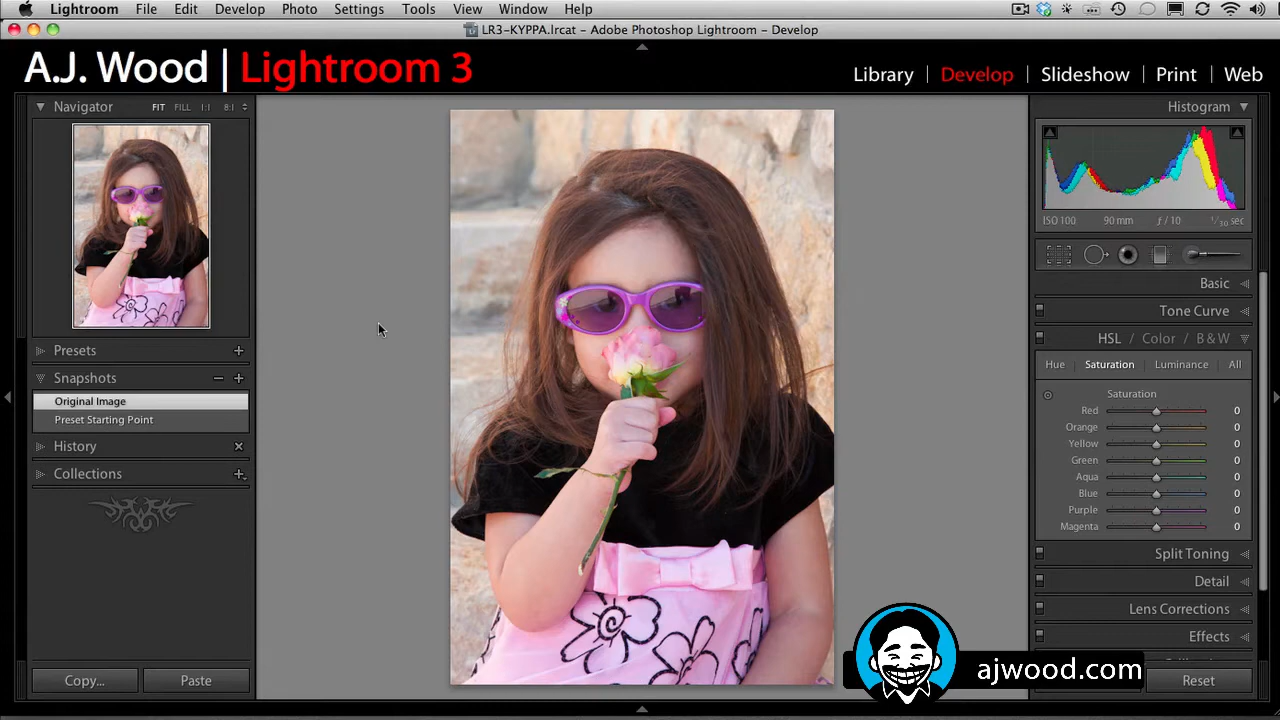 Lightroom File Edit Develop Photo Settings Tools View Window Help
LR3-KYPPA.lrcat - Adobe Photoshop Lightroom - Develop
A.J. Wood | Lightroom 3
Library | Develop | Slideshow | Print | Web
Navigator FIT FILL 1:1 8:1
Histogram
ISO 100 90 mm ƒ / 10 1/30 sec
Basic
Tone Curve
HSL / Color / B & W
Hue Saturation Luminance All
Saturation
Red 0
Orange 0
Yellow 0
Green 0
Aqua 0
Blue 0
Purple 0
Magenta 0
Split Toning
Detail
Lens Corrections
Effects
Presets
Snapshots
Original Image
Preset Starting Point
History
Collections
Copy... Paste
ajwood.com
Reset